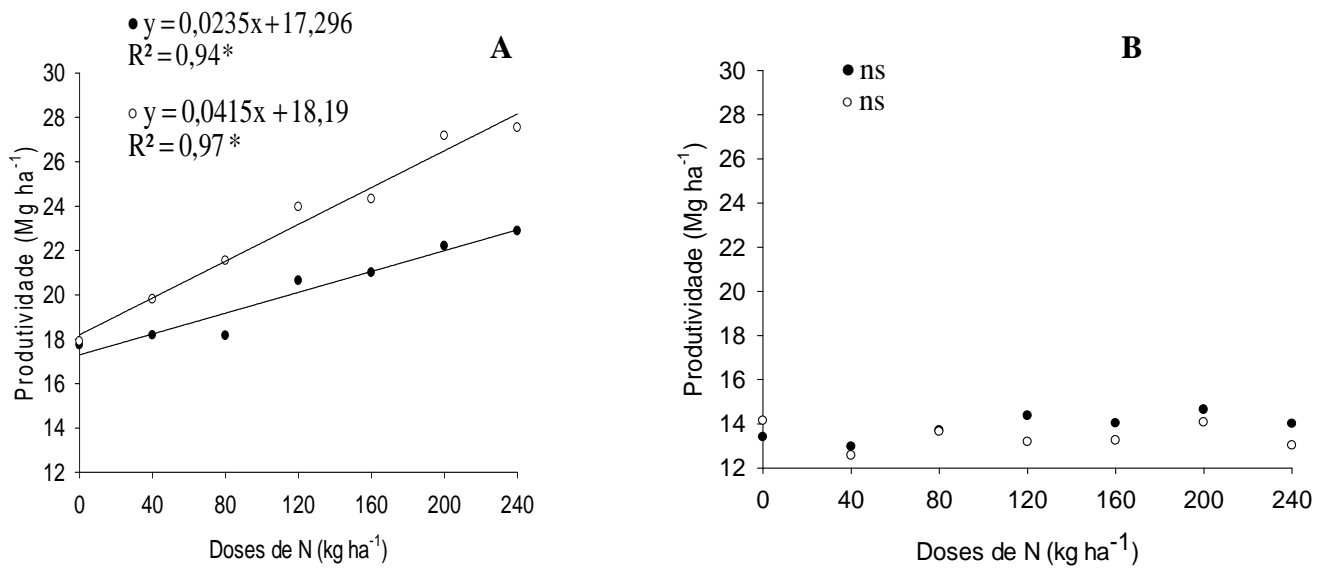 ● y = 0,0235x + 17,296
R² = 0,94*
A
○ y = 0,0415x + 18,19
R² = 0,97*
Produtividade (Mg ha⁻¹)
30
28
26
24
22
20
18
16
14
12
0 40 80 120 160 200 240
Doses de N (kg ha⁻¹)
B
● ns
○ ns
Produtividade (Mg ha⁻¹)
30
28
26
24
22
20
18
16
14
12
0 40 80 120 160 200 240
Doses de N (kg ha⁻¹)